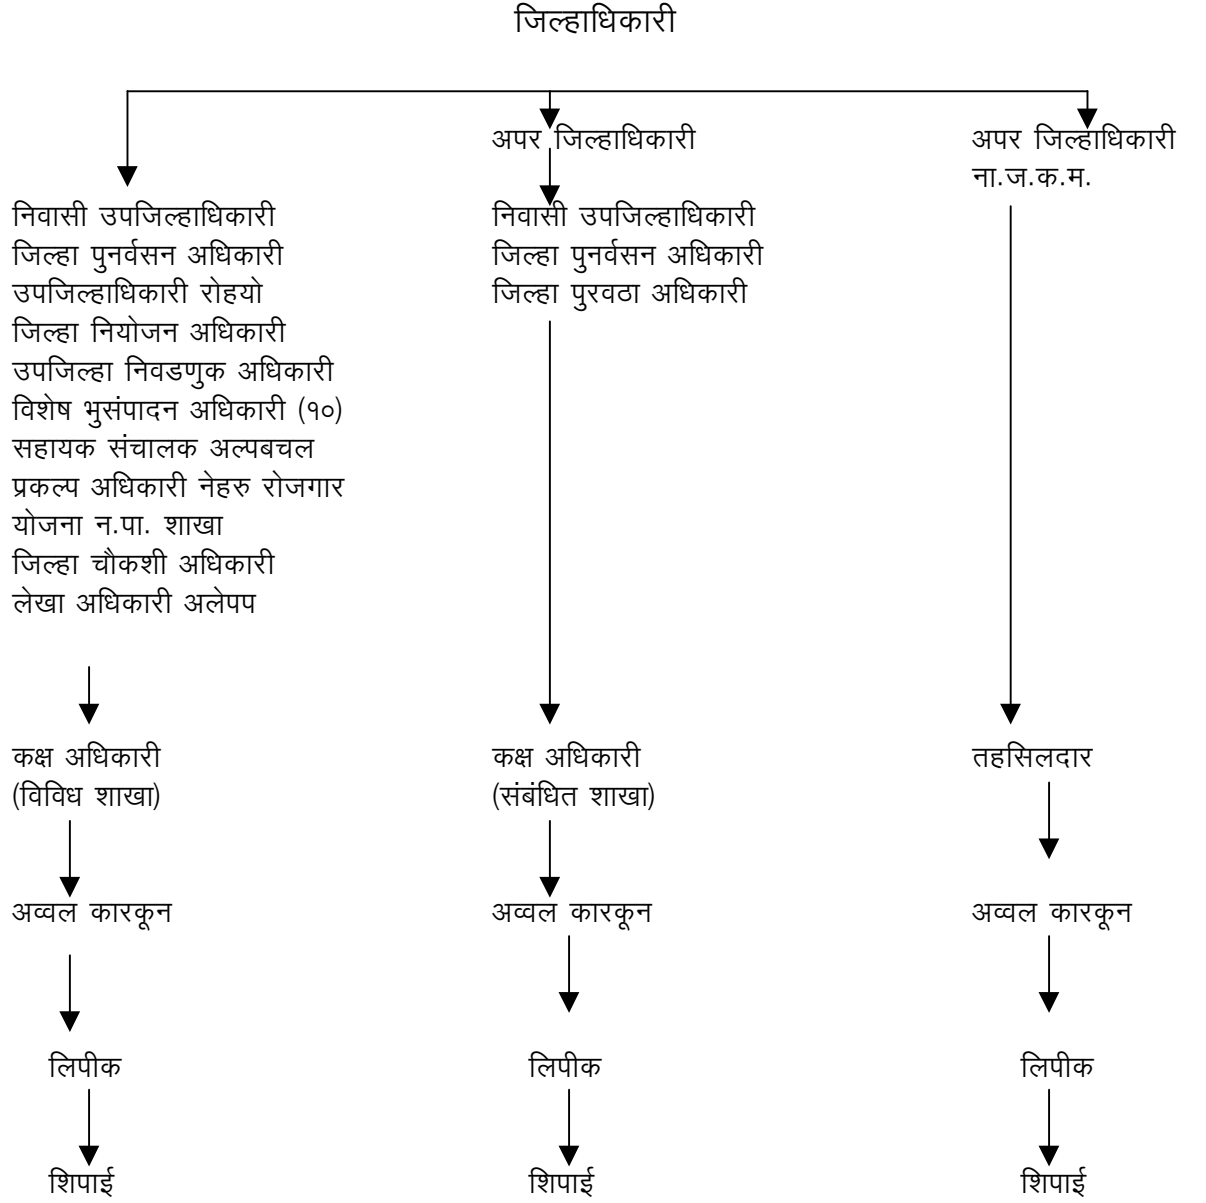 जिल्हाधिकारी
अपर जिल्हाधिकारी
अपर जिल्हाधिकारी
ना.ज.क.म.
निवासी उपजिल्हाधिकारी
जिल्हा पुनर्वसन अधिकारी
उपजिल्हाधिकारी रोहयो
जिल्हा नियोजन अधिकारी
उपजिल्हा निवडणुक अधिकारी
विशेष भुसंपादन अधिकारी (१०)
सहायक संचालक अल्पबचल
प्रकल्प अधिकारी नेहरु रोजगार
योजना न.पा. शाखा
जिल्हा चौकशी अधिकारी
लेखा अधिकारी अलेपप
निवासी उपजिल्हाधिकारी
जिल्हा पुनर्वसन अधिकारी
जिल्हा पुरवठा अधिकारी
कक्ष अधिकारी
(विविध शाखा)
कक्ष अधिकारी
(संबंधित शाखा)
तहसिलदार
अव्वल कारकून
अव्वल कारकून
अव्वल कारकून
लिपीक
लिपीक
लिपीक
शिपाई
शिपाई
शिपाई